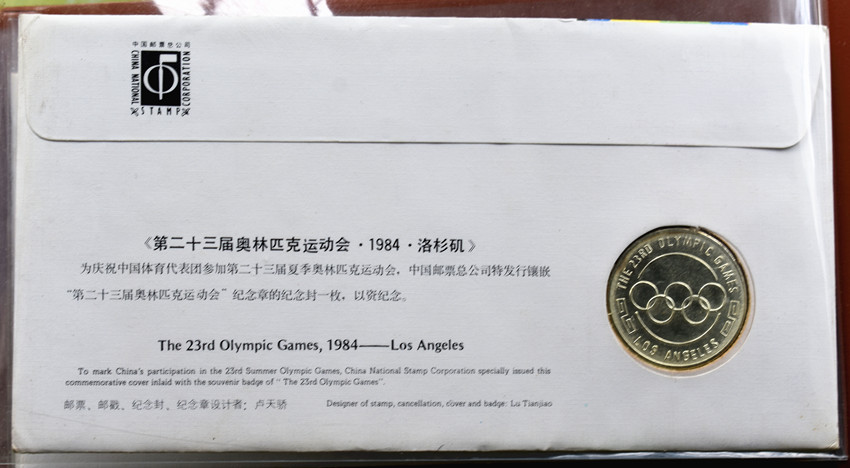 中国邮票总公司
CHINA NATIONAL STAMP CORPORATION
《第二十三届奥林匹克运动会·1984·洛杉矶》
为庆祝中国体育代表团参加第二十三届夏季奥林匹克运动会，中国邮票总公司特发行镶嵌
“第二十三届奥林匹克运动会”纪念章的纪念封一枚，以资纪念。
THE 23RD OLYMPIC GAMES
LOS ANGELES
The 23rd Olympic Games, 1984——Los Angeles
To mark China's participation in the 23rd Summer Olympic Games, China National Stamp Corporation specially issued this
commemorative cover inlaid with the souvenir badge of “The 23rd Olympic Games”.
邮票、邮戳、纪念封、纪念章设计者：卢天骄
Designer of stamp, cancellation, cover and badge: Lu Tianjiao